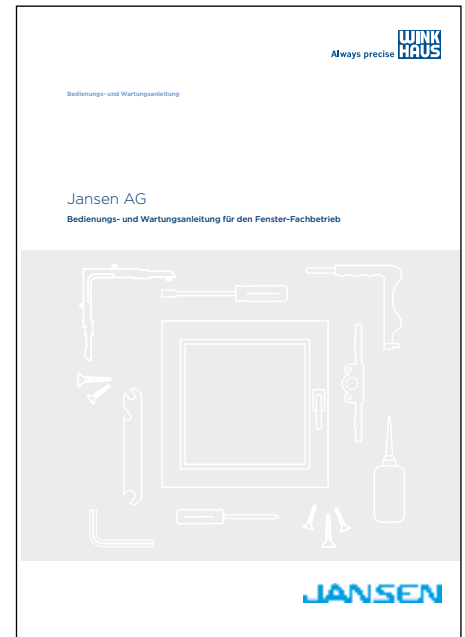 WINK
Always precise HAUS
Bedienungs- und Wartungsanleitung
Jansen AG
Bedienungs- und Wartungsanleitung für den Fenster-Fachbetrieb
JANSEN